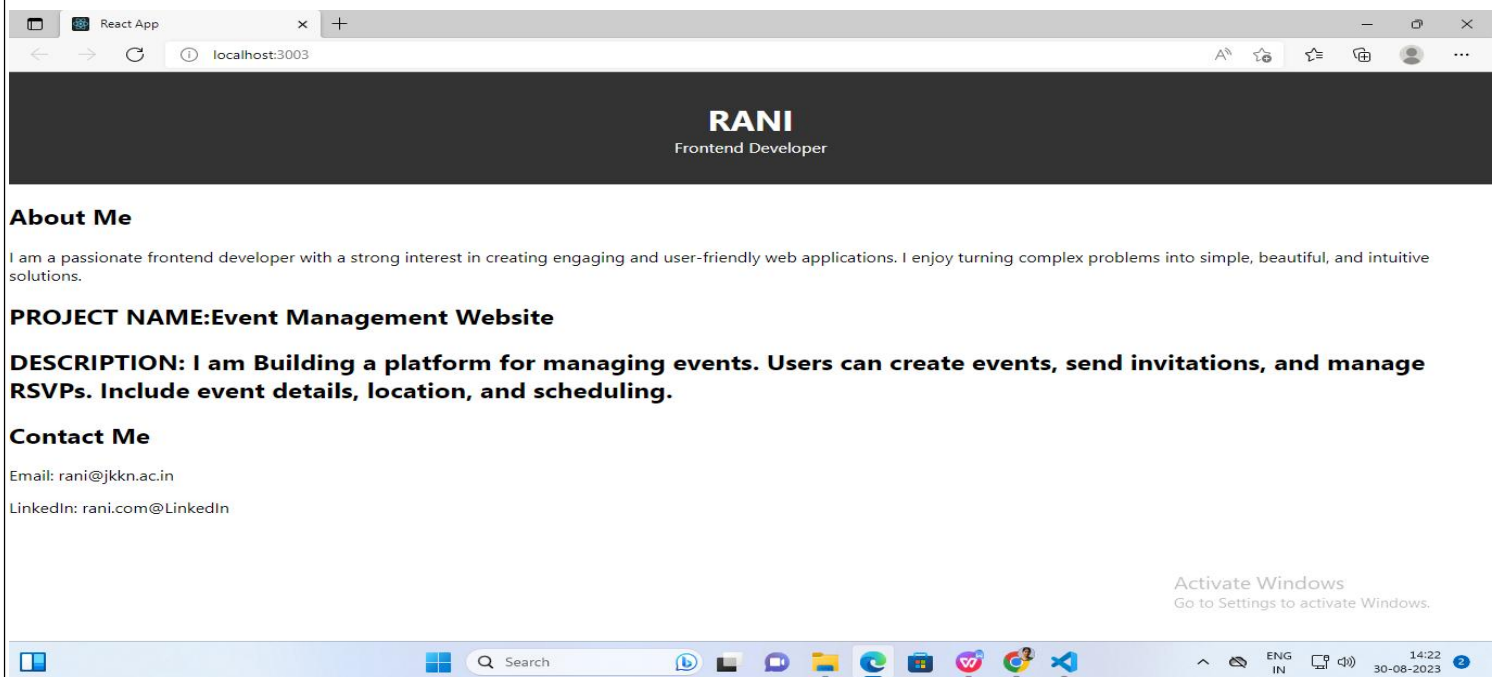 React App
localhost:3003
RANI
Frontend Developer
About Me
I am a passionate frontend developer with a strong interest in creating engaging and user-friendly web applications. I enjoy turning complex problems into simple, beautiful, and intuitive
solutions.
PROJECT NAME:Event Management Website
DESCRIPTION: I am Building a platform for managing events. Users can create events, send invitations, and manage
RSVPs. Include event details, location, and scheduling.
Contact Me
Email: rani@jkkn.ac.in
LinkedIn: rani.com@LinkedIn
Activate Windows
Go to Settings to activate Windows.
Search
ENG
IN
14:22
30-08-2023
2